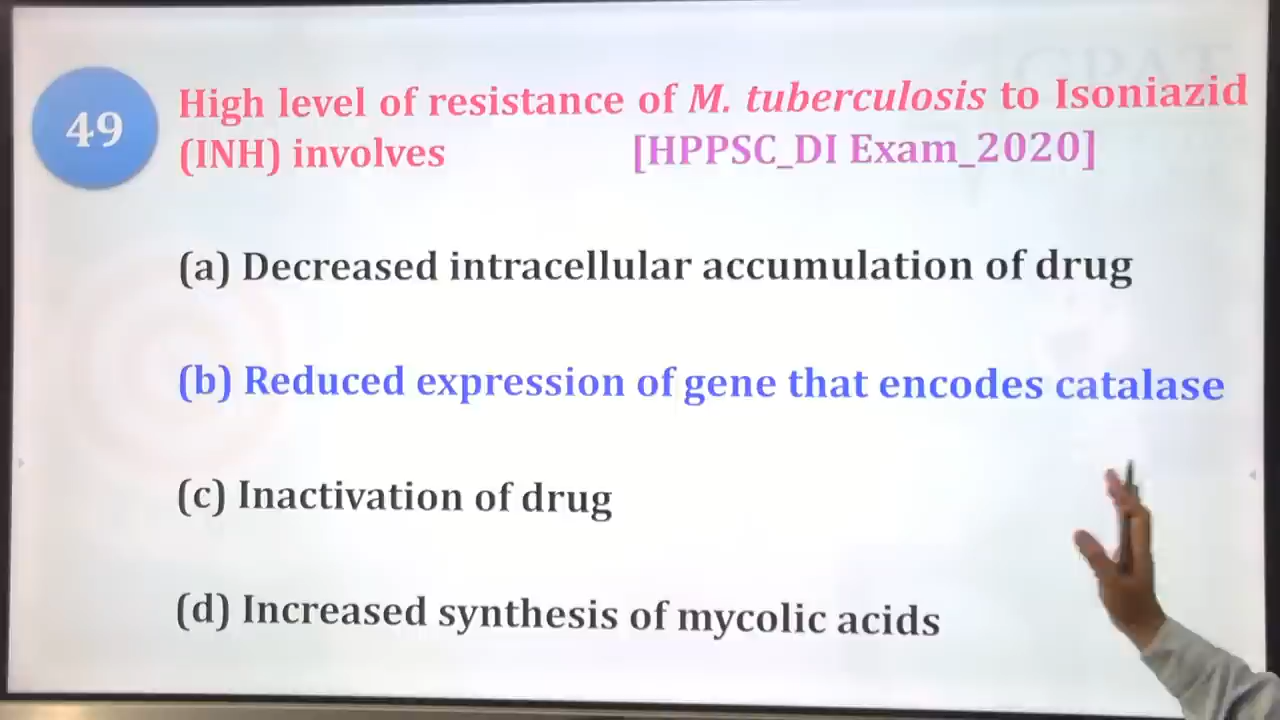 49
High level of resistance of M. tuberculosis to Isoniazid
(INH) involves [HPPSC_DI Exam_2020]
(a) Decreased intracellular accumulation of drug
(b) Reduced expression of gene that encodes catalase
(c) Inactivation of drug
(d) Increased synthesis of mycolic acids
GPAT